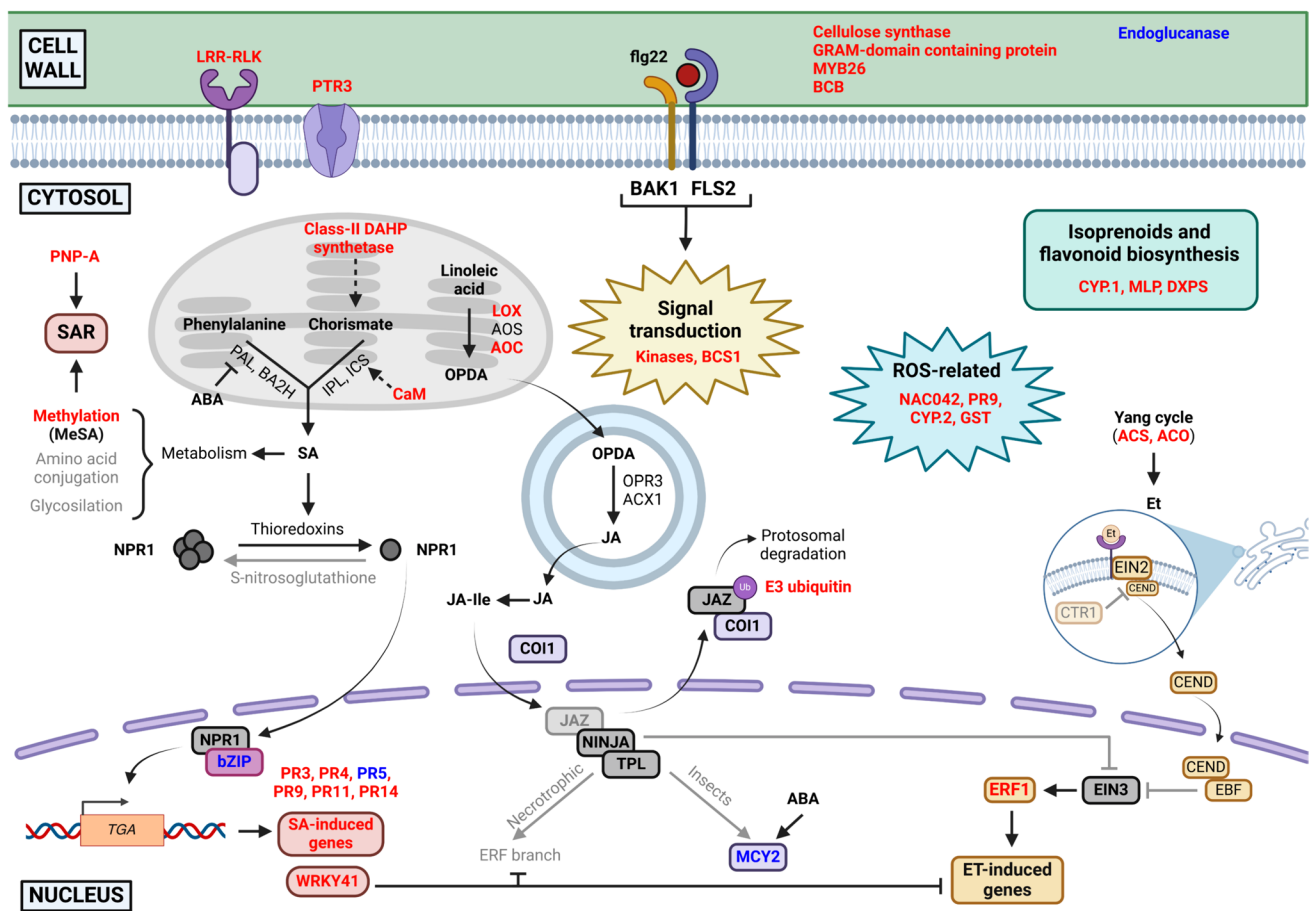 CELL
WALL
LRR-RLK
PTR3
flg22
Cellulose synthase
GRAM-domain containing protein
MYB26
BCB
Endoglucanase
CYTOSOL
BAK1 FLS2
PNP-A
SAR
Methylation
(MeSA)
Amino acid
conjugation
Glycosilation
Class-II DAHP
synthetase
Linoleic
acid
LOX
AOS
AOC
OPDA
Phenylalanine
Chorismate
PAL, BA2H
IPL, ICS
ABA
CaM
Metabolism
SA
Signal
transduction
Kinases, BCS1
Isoprenoids and
flavonoid biosynthesis
CYP.1, MLP, DXPS
ROS-related
NAC042, PR9,
CYP.2, GST
Yang cycle
(ACS, ACO)
Et
Et
EIN2
CEND
CTR1
CEND
OPDA
OPR3
ACX1
JA
JA
JA-Ile
COI1
NPR1
Thioredoxins
S-nitrosoglutathione
NPR1
Protosomal
degradation
Ub
E3 ubiquitin
JAZ
COI1
NPR1
bZIP
TGA
PR3, PR4, PR5,
PR9, PR11, PR14
SA-induced
genes
WRKY41
JAZ
NINJA
TPL
Necrotrophic
Insects
ERF branch
ABA
MCY2
ERF1
EIN3
CEND
EBF
ET-induced
genes
NUCLEUS